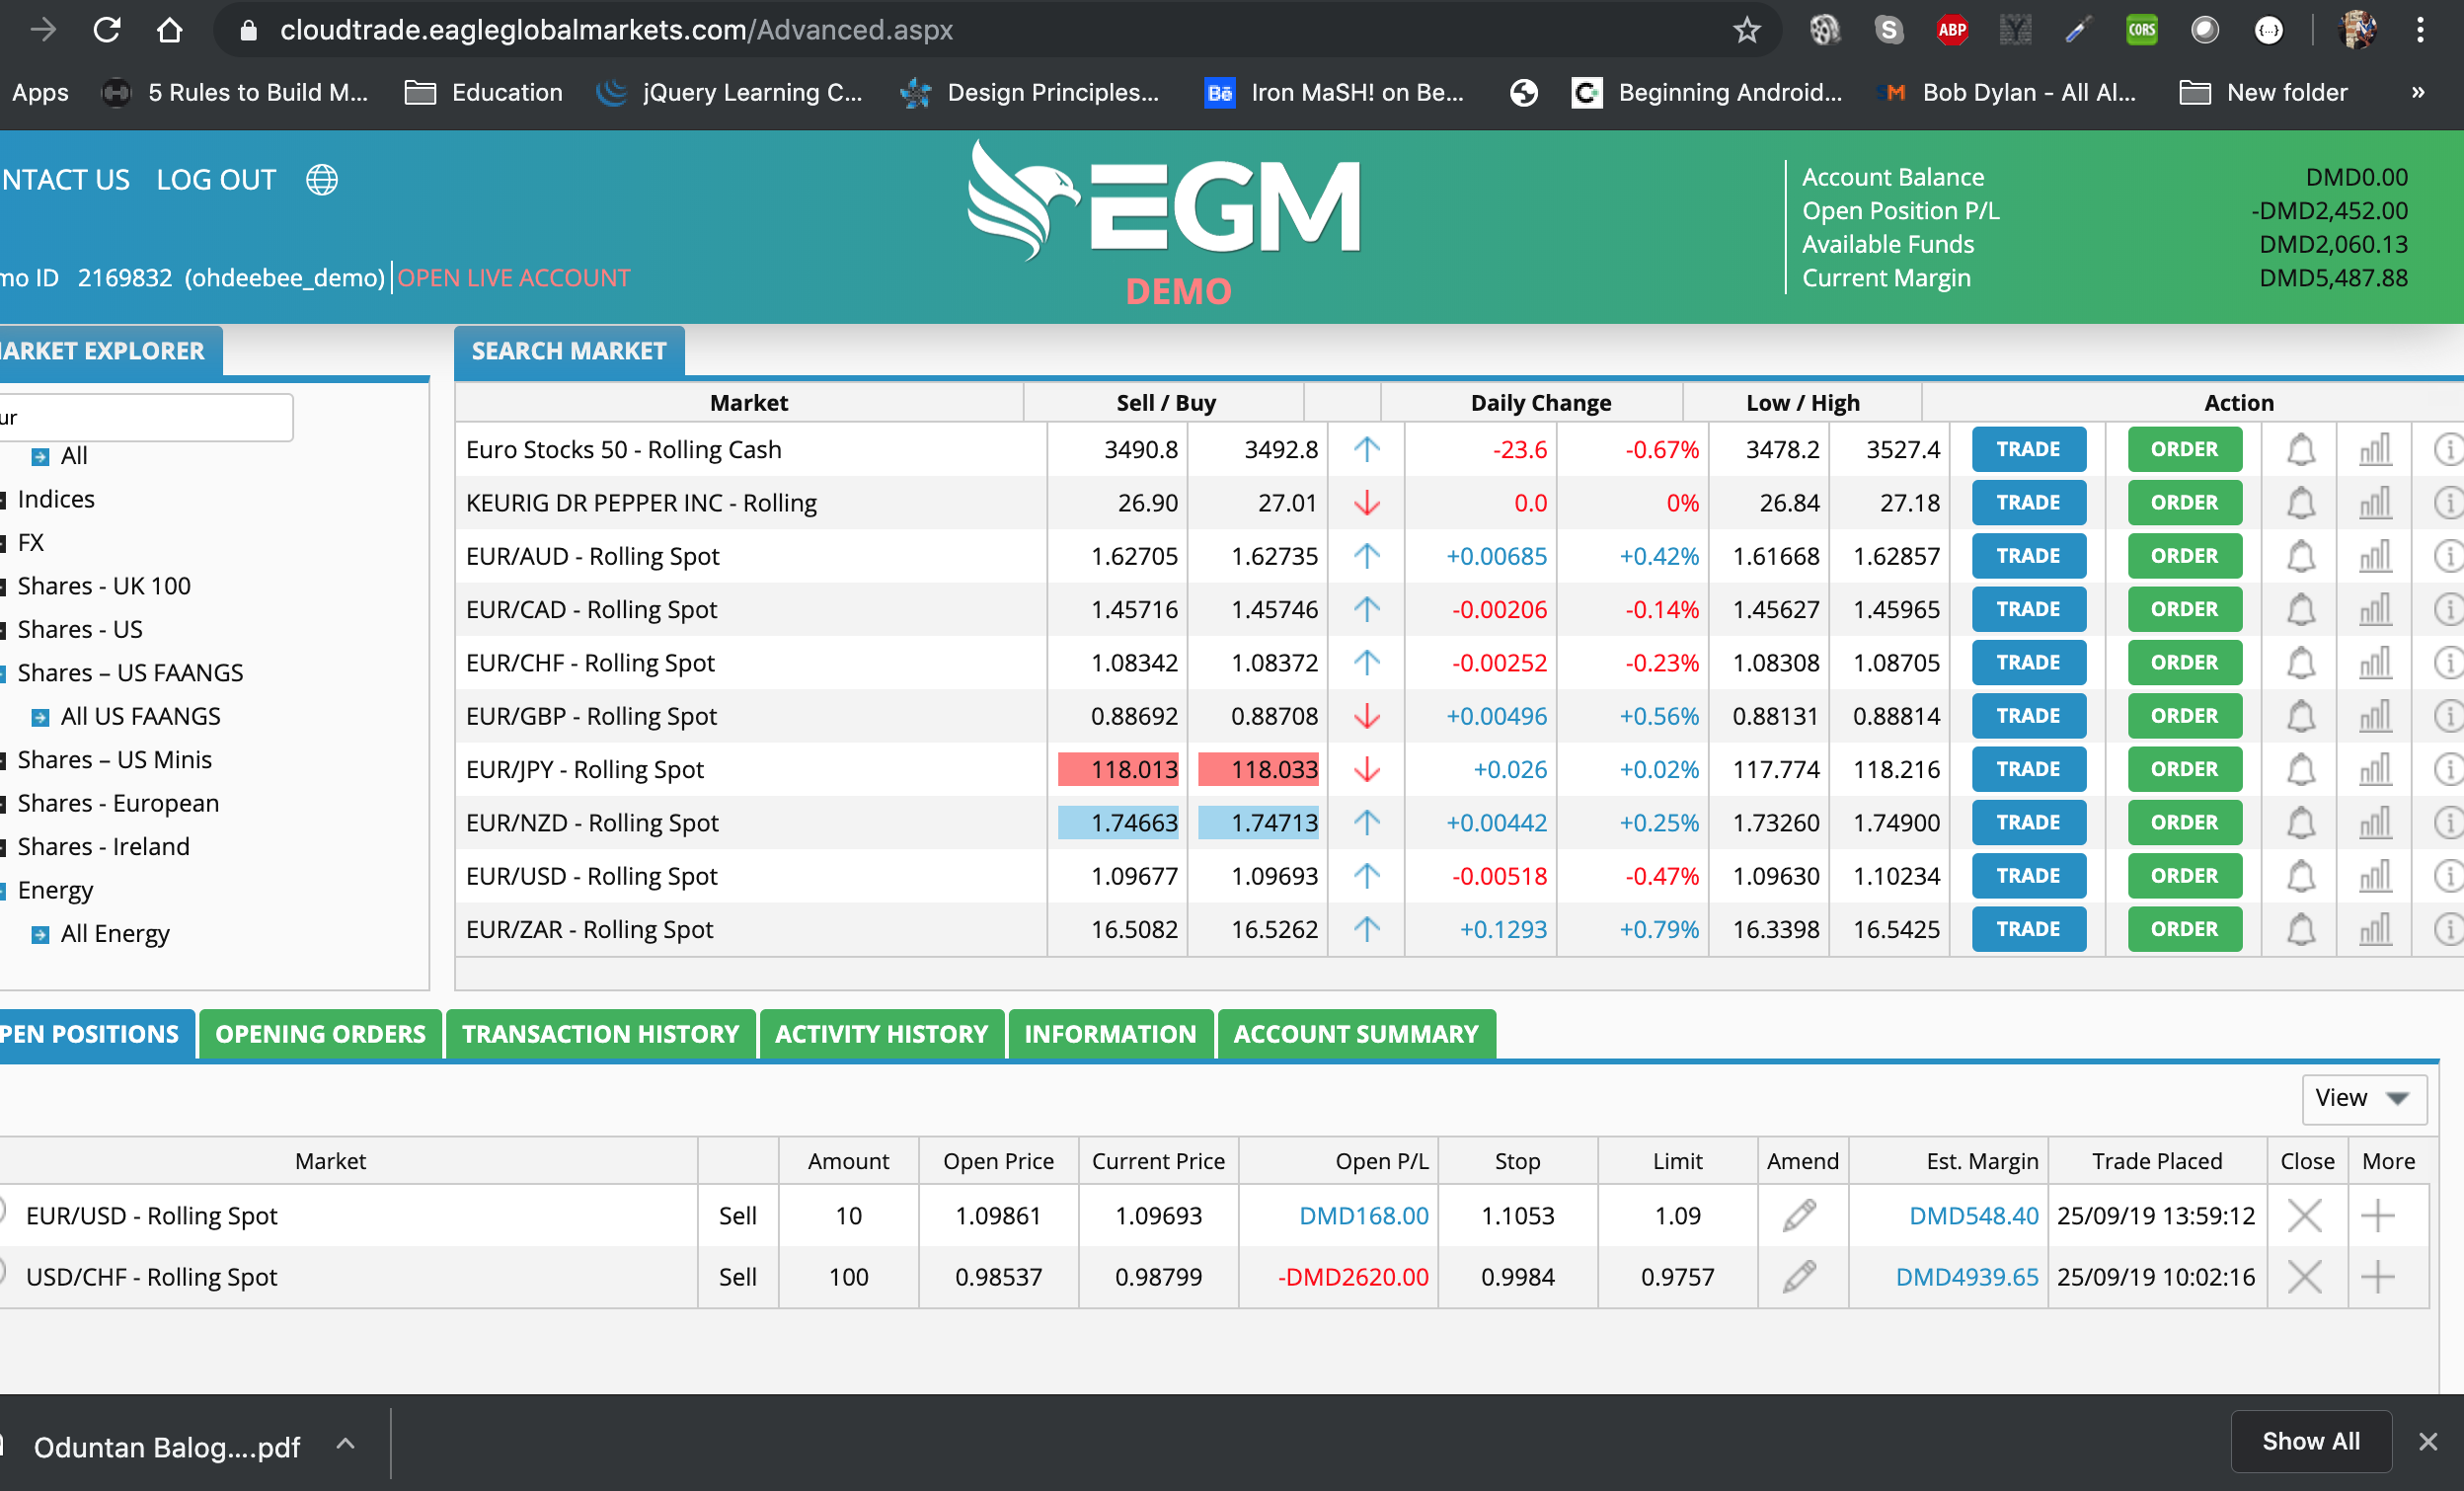 cloudtrade.eagleglobalmarkets.com/Advanced.aspx
ABP
CORS
Apps 5 Rules to Build M... Education jQuery Learning C... Design Principles... Bē Iron MaSH! on Be... Beginning Android... Bob Dylan - All Al... New folder »
NTACT US LOG OUT
EGM
DEMO
mo ID 2169832 (ohdeebee_demo) OPEN LIVE ACCOUNT
Account Balance DMD0.00
Open Position P/L -DMD2,452.00
Available Funds DMD2,060.13
Current Margin DMD5,487.88
MARKET EXPLORER
ur
All
Indices
FX
Shares - UK 100
Shares - US
Shares – US FAANGS
All US FAANGS
Shares – US Minis
Shares - European
Shares - Ireland
Energy
All Energy
SEARCH MARKET
Market Sell / Buy Daily Change Low / High Action
Euro Stocks 50 - Rolling Cash 3490.8 3492.8 -23.6 -0.67% 3478.2 3527.4 TRADE ORDER
KEURIG DR PEPPER INC - Rolling 26.90 27.01 0.0 0% 26.84 27.18 TRADE ORDER
EUR/AUD - Rolling Spot 1.62705 1.62735 +0.00685 +0.42% 1.61668 1.62857 TRADE ORDER
EUR/CAD - Rolling Spot 1.45716 1.45746 -0.00206 -0.14% 1.45627 1.45965 TRADE ORDER
EUR/CHF - Rolling Spot 1.08342 1.08372 -0.00252 -0.23% 1.08308 1.08705 TRADE ORDER
EUR/GBP - Rolling Spot 0.88692 0.88708 +0.00496 +0.56% 0.88131 0.88814 TRADE ORDER
EUR/JPY - Rolling Spot 118.013 118.033 +0.026 +0.02% 117.774 118.216 TRADE ORDER
EUR/NZD - Rolling Spot 1.74663 1.74713 +0.00442 +0.25% 1.73260 1.74900 TRADE ORDER
EUR/USD - Rolling Spot 1.09677 1.09693 -0.00518 -0.47% 1.09630 1.10234 TRADE ORDER
EUR/ZAR - Rolling Spot 16.5082 16.5262 +0.1293 +0.79% 16.3398 16.5425 TRADE ORDER
PEN POSITIONS OPENING ORDERS TRANSACTION HISTORY ACTIVITY HISTORY INFORMATION ACCOUNT SUMMARY
View
Market Amount Open Price Current Price Open P/L Stop Limit Amend Est. Margin Trade Placed Close More
EUR/USD - Rolling Spot Sell 10 1.09861 1.09693 DMD168.00 1.1053 1.09 DMD548.40 25/09/19 13:59:12
USD/CHF - Rolling Spot Sell 100 0.98537 0.98799 -DMD2620.00 0.9984 0.9757 DMD4939.65 25/09/19 10:02:16
Oduntan Balog....pdf Show All